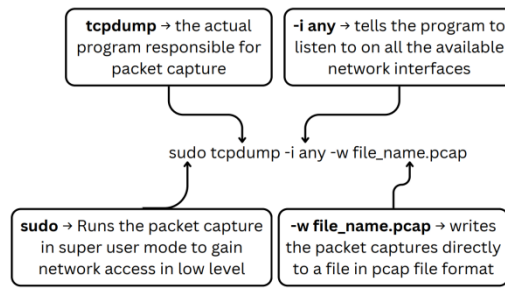 tcpdump → the actual
program responsible for
packet capture
-i any → tells the program to
listen to on all the available
network interfaces
sudo tcpdump -i any -w file_name.pcap
sudo → Runs the packet capture
in super user mode to gain
network access in low level
-w file_name.pcap → writes
the packet captures directly
to a file in pcap file format